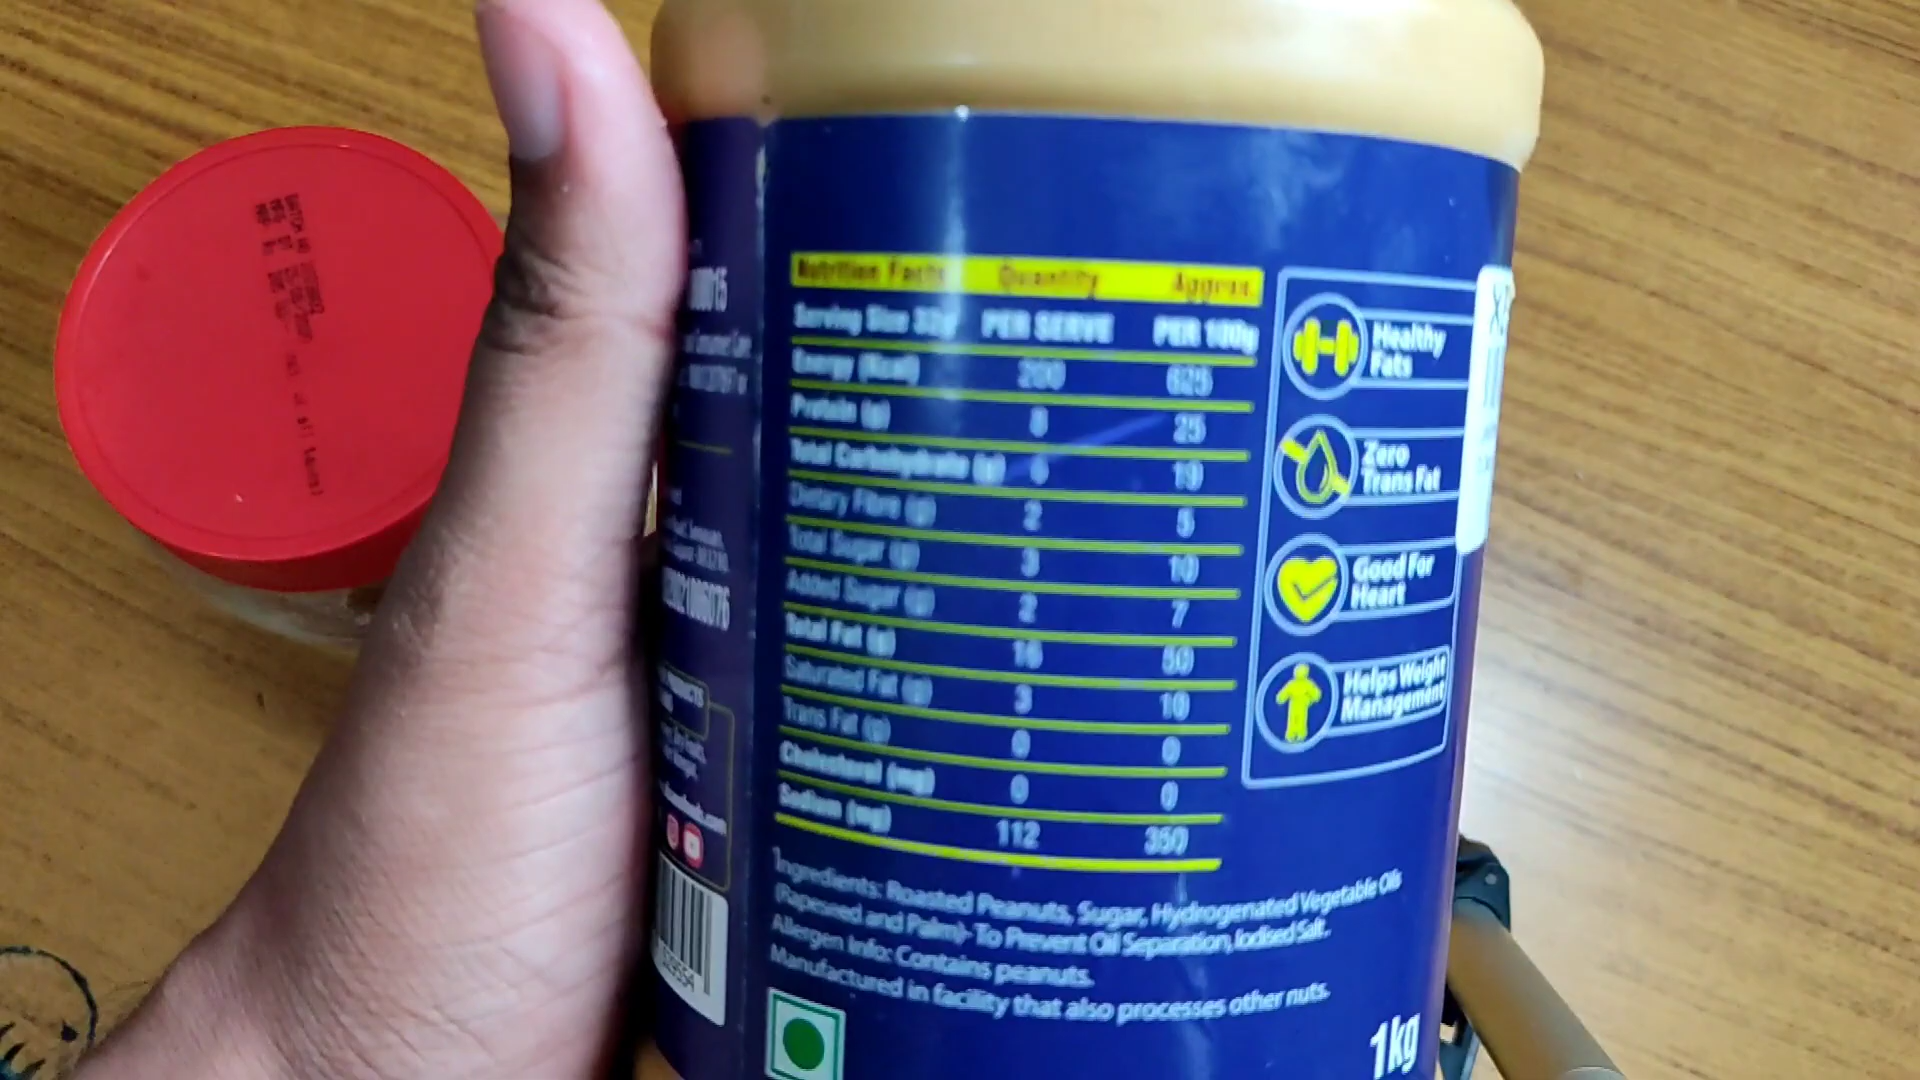 Nutrition Facts Quantity Approx.
Serving Size 32g PER SERVE PER 100g
Energy (Kcal) 200 625
Protein (g) 8 25
Total Carbohydrate (g) 6 19
Dietary Fibre (g) 2 5
Total Sugar (g) 3 10
Added Sugar (g) 2 7
Total Fat (g) 16 50
Saturated Fat (g) 3 10
Trans Fat (g) 0 0
Cholesterol (mg) 0 0
Sodium (mg) 112 350
Ingredients: Roasted Peanuts, Sugar, Hydrogenated Vegetable Oils
(Rapeseed and Palm)- To Prevent Oil Separation, Iodised Salt.
Allergen Info: Contains peanuts.
Manufactured in facility that also processes other nuts.
Healthy
Fats
Zero
Trans Fat
Good For
Heart
Helps Weight
Management
1kg